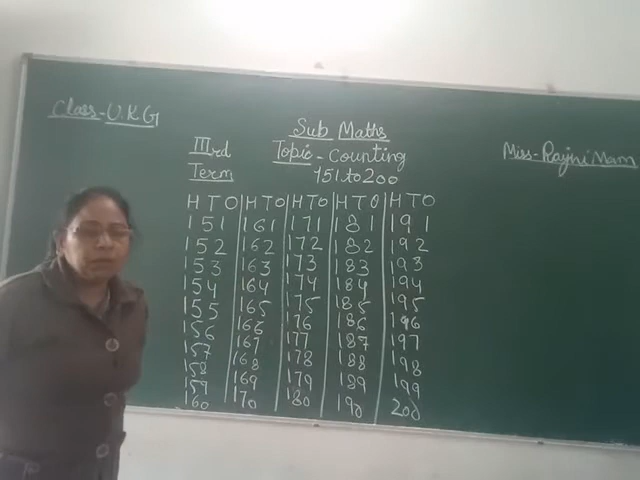 Class-U.K.G
Sub Maths
IIIrd
Term
Topic-Counting
151 to 200
Miss-Rajni Mam
H T O H T O H T O H T O H T O
151 161 171 181 191
152 162 172 182 192
153 163 173 183 193
154 164 174 184 194
155 165 175 185 195
156 166 176 186 196
157 167 177 187 197
158 168 178 188 198
159 169 179 189 199
160 170 180 190 200